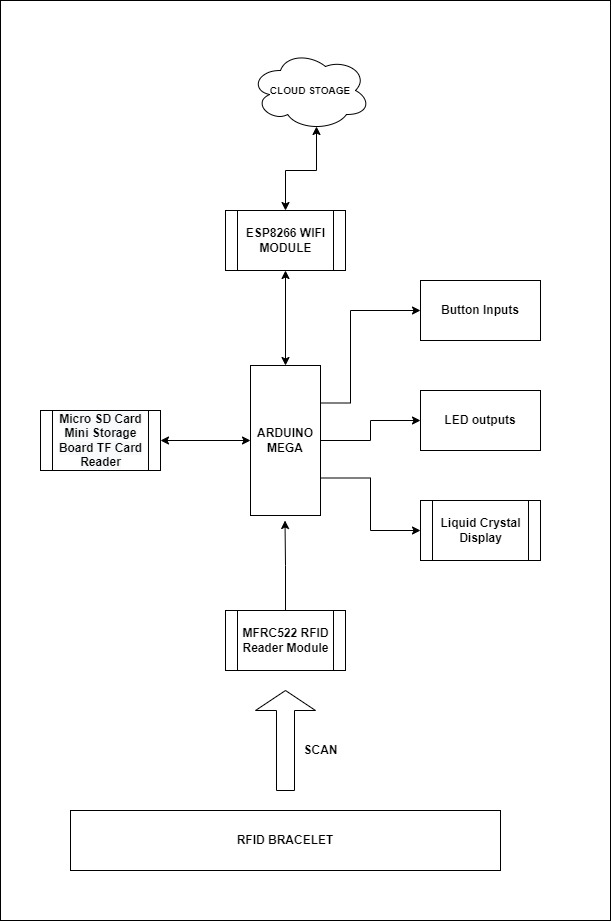 CLOUD STOAGE
ESP8266 WIFI
MODULE
Button Inputs
Micro SD Card
Mini Storage
Board TF Card
Reader
ARDUINO
MEGA
LED outputs
Liquid Crystal
Display
MFRC522 RFID
Reader Module
SCAN
RFID BRACELET